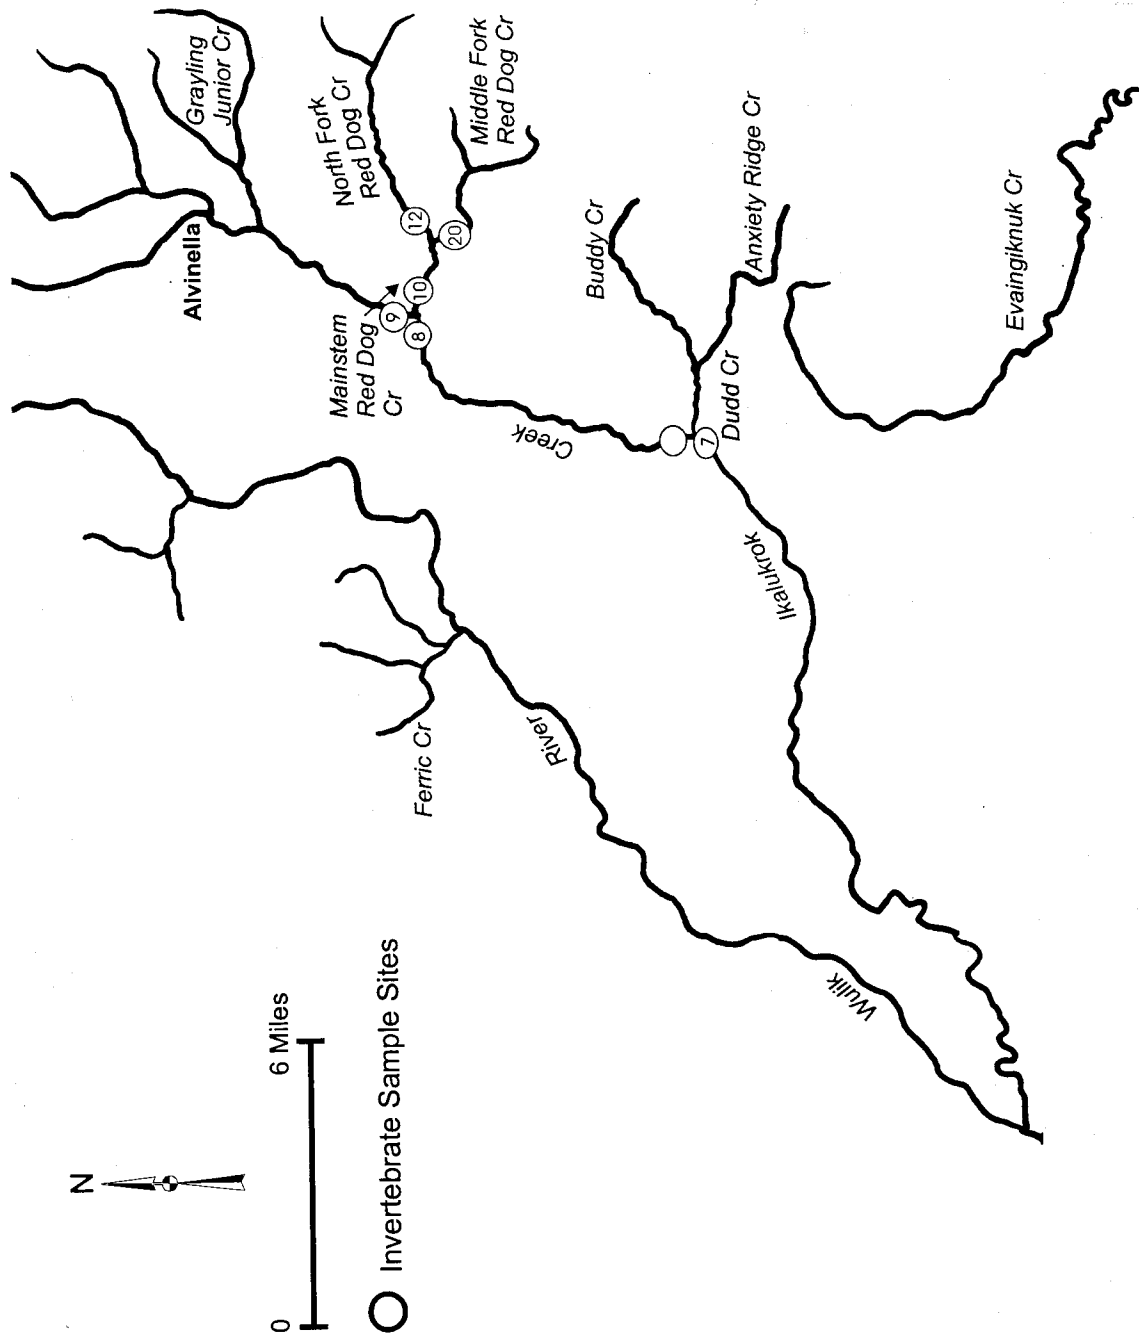 N
0
6 Miles
Invertebrate Sample Sites
Grayling
Junior Cr
Alvinella
North Fork
Red Dog Cr
Middle Fork
Red Dog Cr
Mainstem
Red Dog
Cr
12
20
10
9
8
Creek
Buddy Cr
Anxiety Ridge Cr
Dudd Cr
7
Evaingiknuk Cr
Ikalukrok
Ferric Cr
River
Wulik